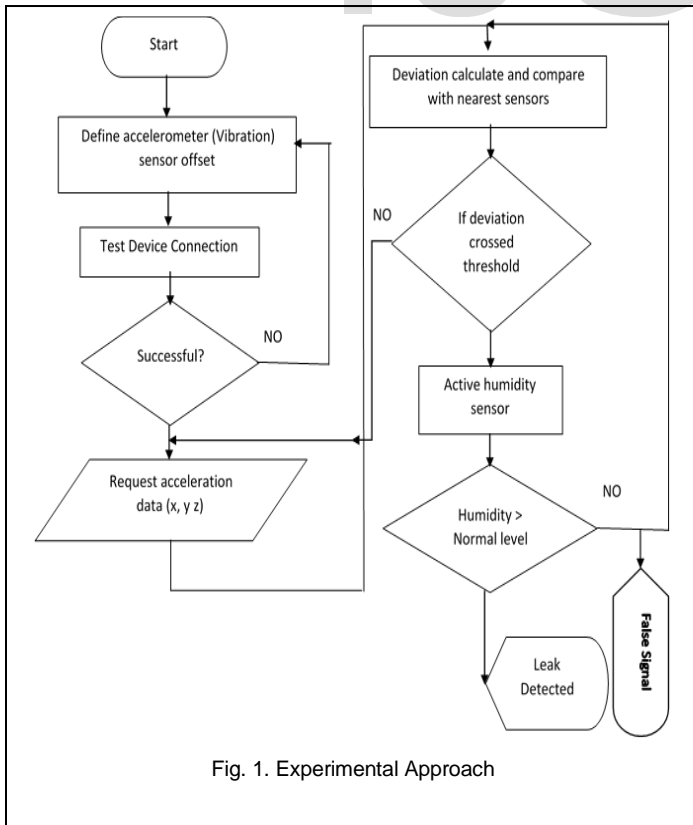 Start
Define accelerometer (Vibration)
sensor offset
Test Device Connection
Successful?
NO
Request acceleration
data (x, y z)
Deviation calculate and compare
with nearest sensors
If deviation
crossed
threshold
NO
Active humidity
sensor
Humidity >
Normal level
NO
Leak
Detected
False Signal
Fig. 1. Experimental Approach